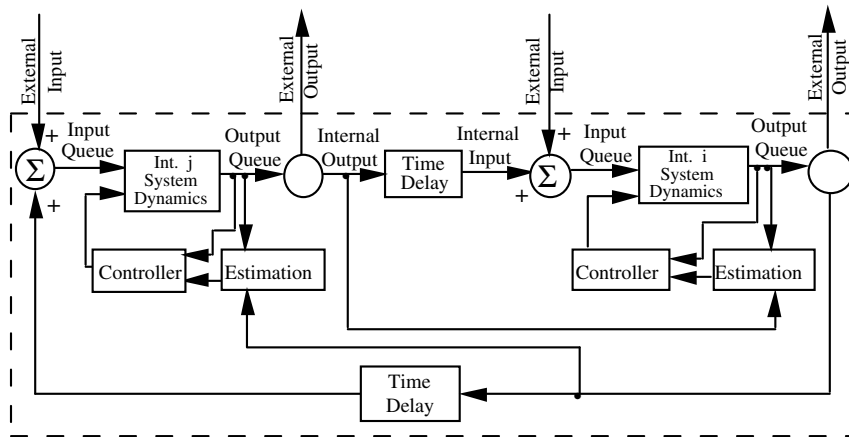 External
Input
External
Output
External
Input
External
Output
+
Input
Queue
Σ
+
Int. j
System
Dynamics
Output
Queue
Internal
Output
Time
Delay
Internal
Input
+
Σ
+
Input
Queue
Int. i
System
Dynamics
Output
Queue
Controller
Estimation
Controller
Estimation
Time
Delay